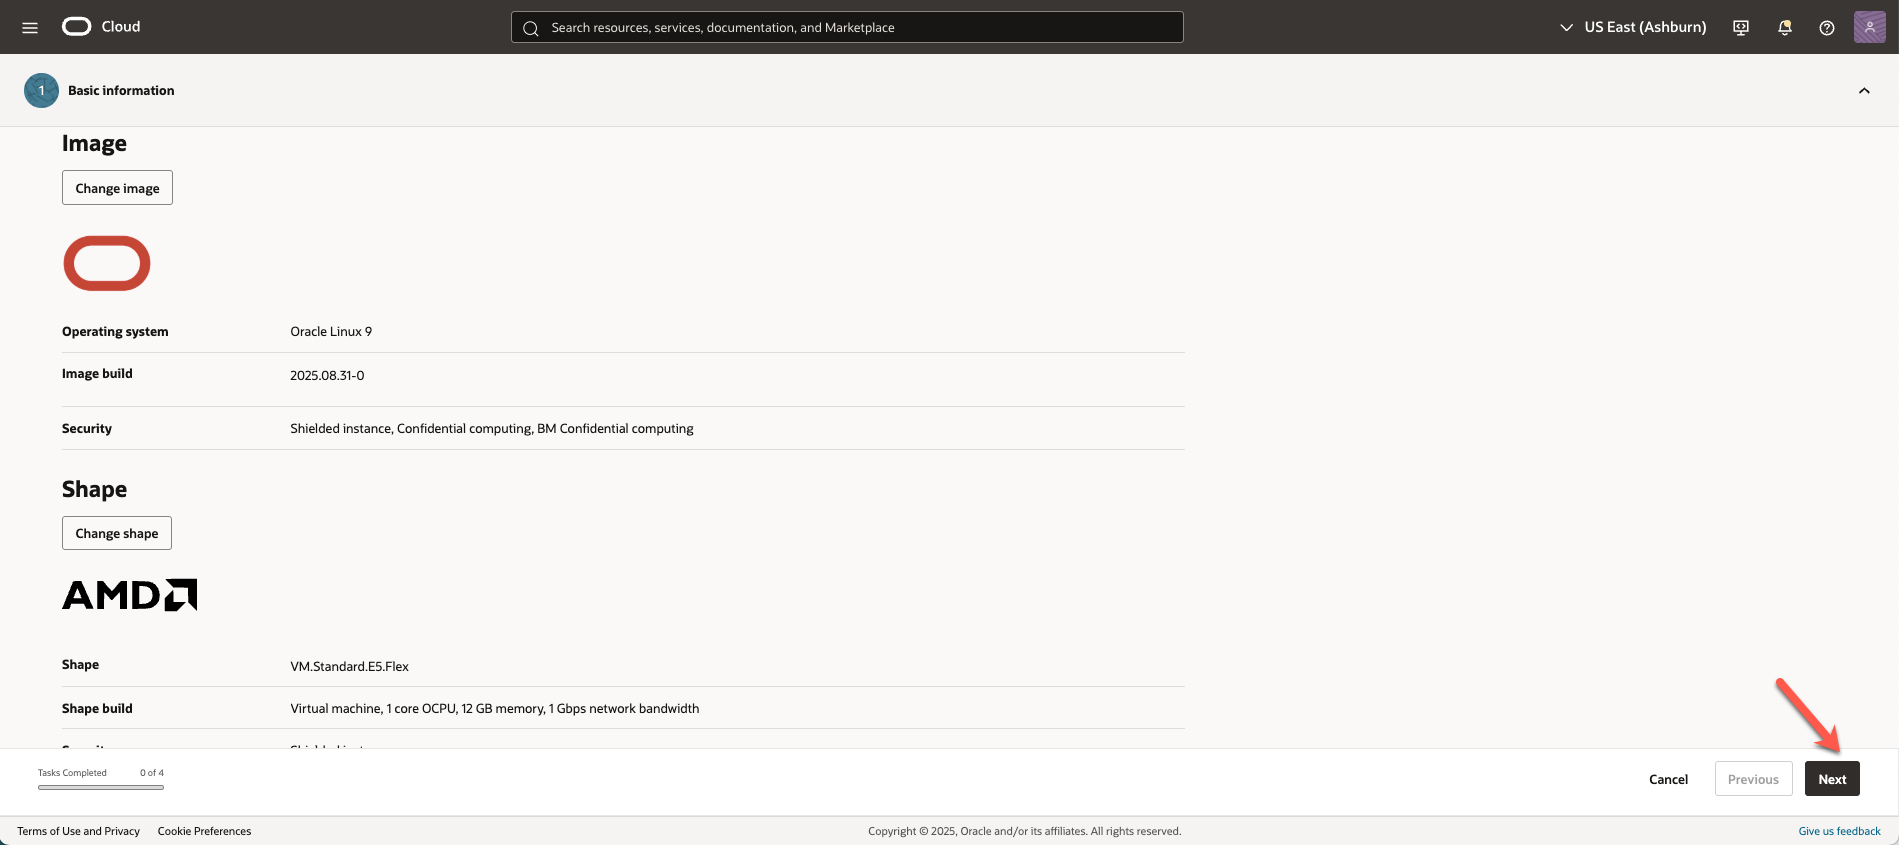 Cloud
Search resources, services, documentation, and Marketplace
US East (Ashburn)
1 Basic information
Image
Change image
Operating system Oracle Linux 9
Image build 2025.08.31-0
Security Shielded instance, Confidential computing, BM Confidential computing
Shape
Change shape
AMD
Shape VM.Standard.E5.Flex
Shape build Virtual machine, 1 core OCPU, 12 GB memory, 1 Gbps network bandwidth
Tasks Completed 0 of 4
Cancel Previous Next
Terms of Use and Privacy Cookie Preferences Copyright © 2025, Oracle and/or its affiliates. All rights reserved. Give us feedback